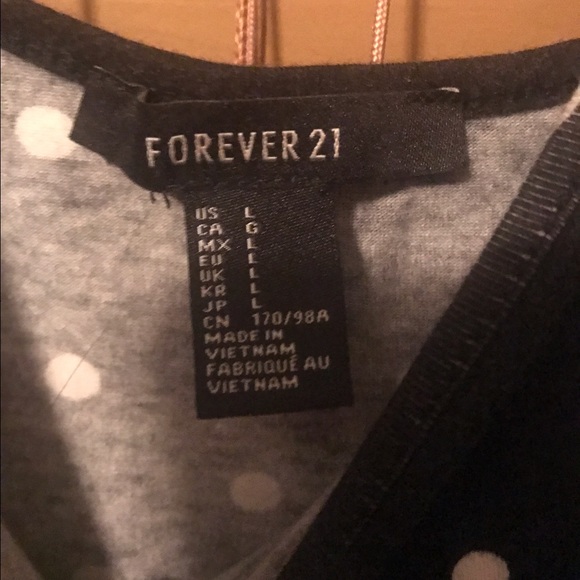 FOREVER 21
US L
CA G
MX L
EU L
UK L
KR L
JP L
CN 170/98A
MADE IN
VIETNAM
FABRIQUÉ AU
VIETNAM